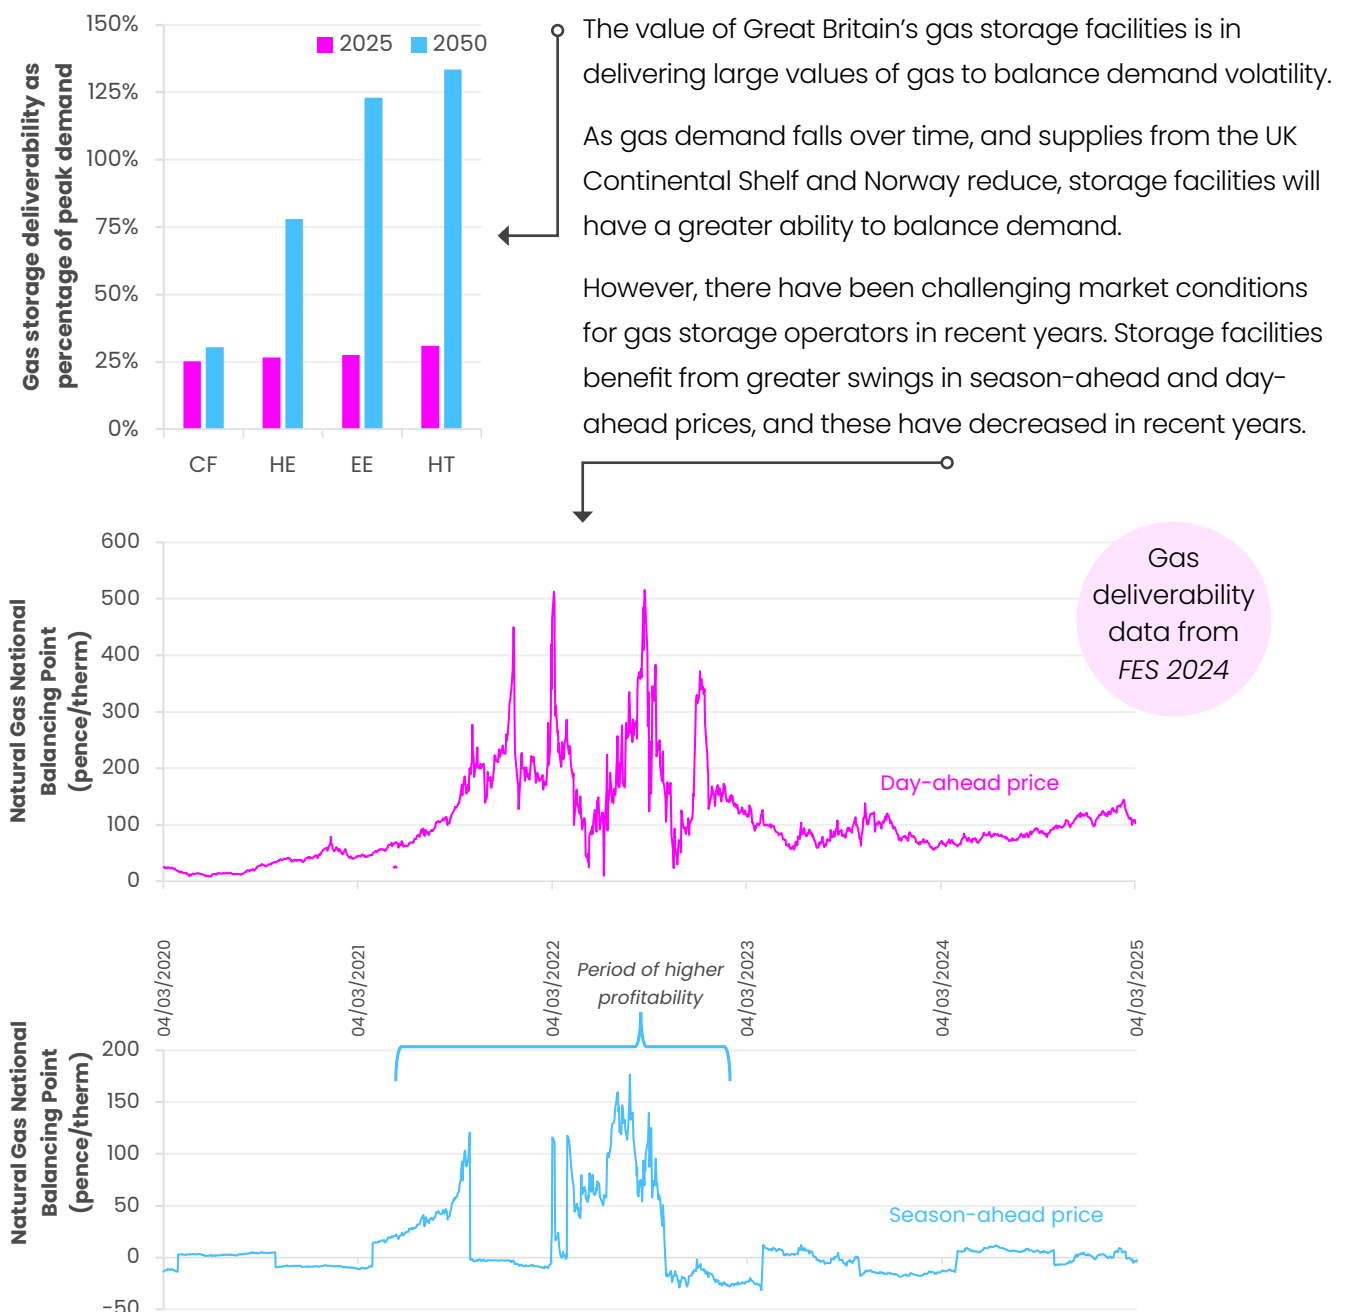 Gas storage deliverability as
percentage of peak demand
150%
125%
100%
75%
50%
25%
0%
2025 2050
CF HE EE HT
The value of Great Britain’s gas storage facilities is in
delivering large values of gas to balance demand volatility.
As gas demand falls over time, and supplies from the UK
Continental Shelf and Norway reduce, storage facilities will
have a greater ability to balance demand.
However, there have been challenging market conditions
for gas storage operators in recent years. Storage facilities
benefit from greater swings in season-ahead and day-
ahead prices, and these have decreased in recent years.
Natural Gas National
Balancing Point
(pence/therm)
600
500
400
300
200
100
0
Gas
deliverability
data from
FES 2024
Day-ahead price
04/03/2020
04/03/2021
04/03/2022
04/03/2023
04/03/2024
04/03/2025
Period of higher
profitability
Natural Gas National
Balancing Point
(pence/therm)
200
150
100
50
0
-50
Season-ahead price